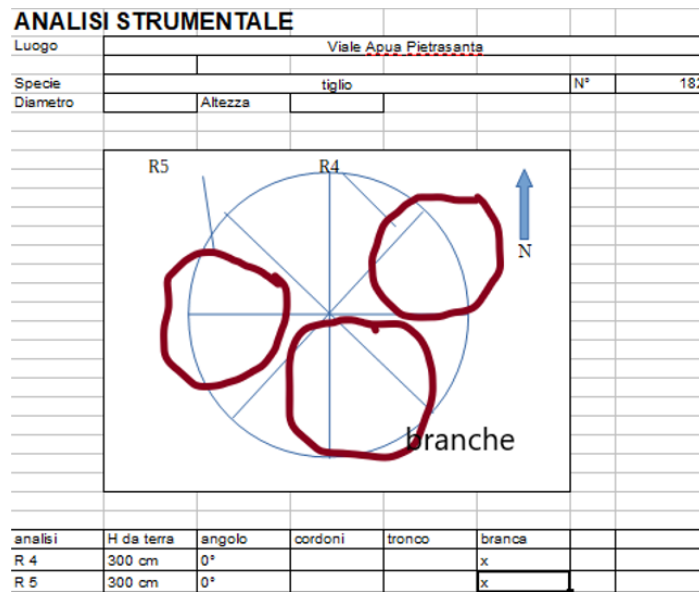 ANALISI STRUMENTALE
Luogo Viale Apua Pietrasanta
Specie tiglio N° 182
Diametro Altezza
R5 R4
N
branche
analisi H da terra angolo cordoni tronco branca
R 4 300 cm 0° x
R 5 300 cm 0° x